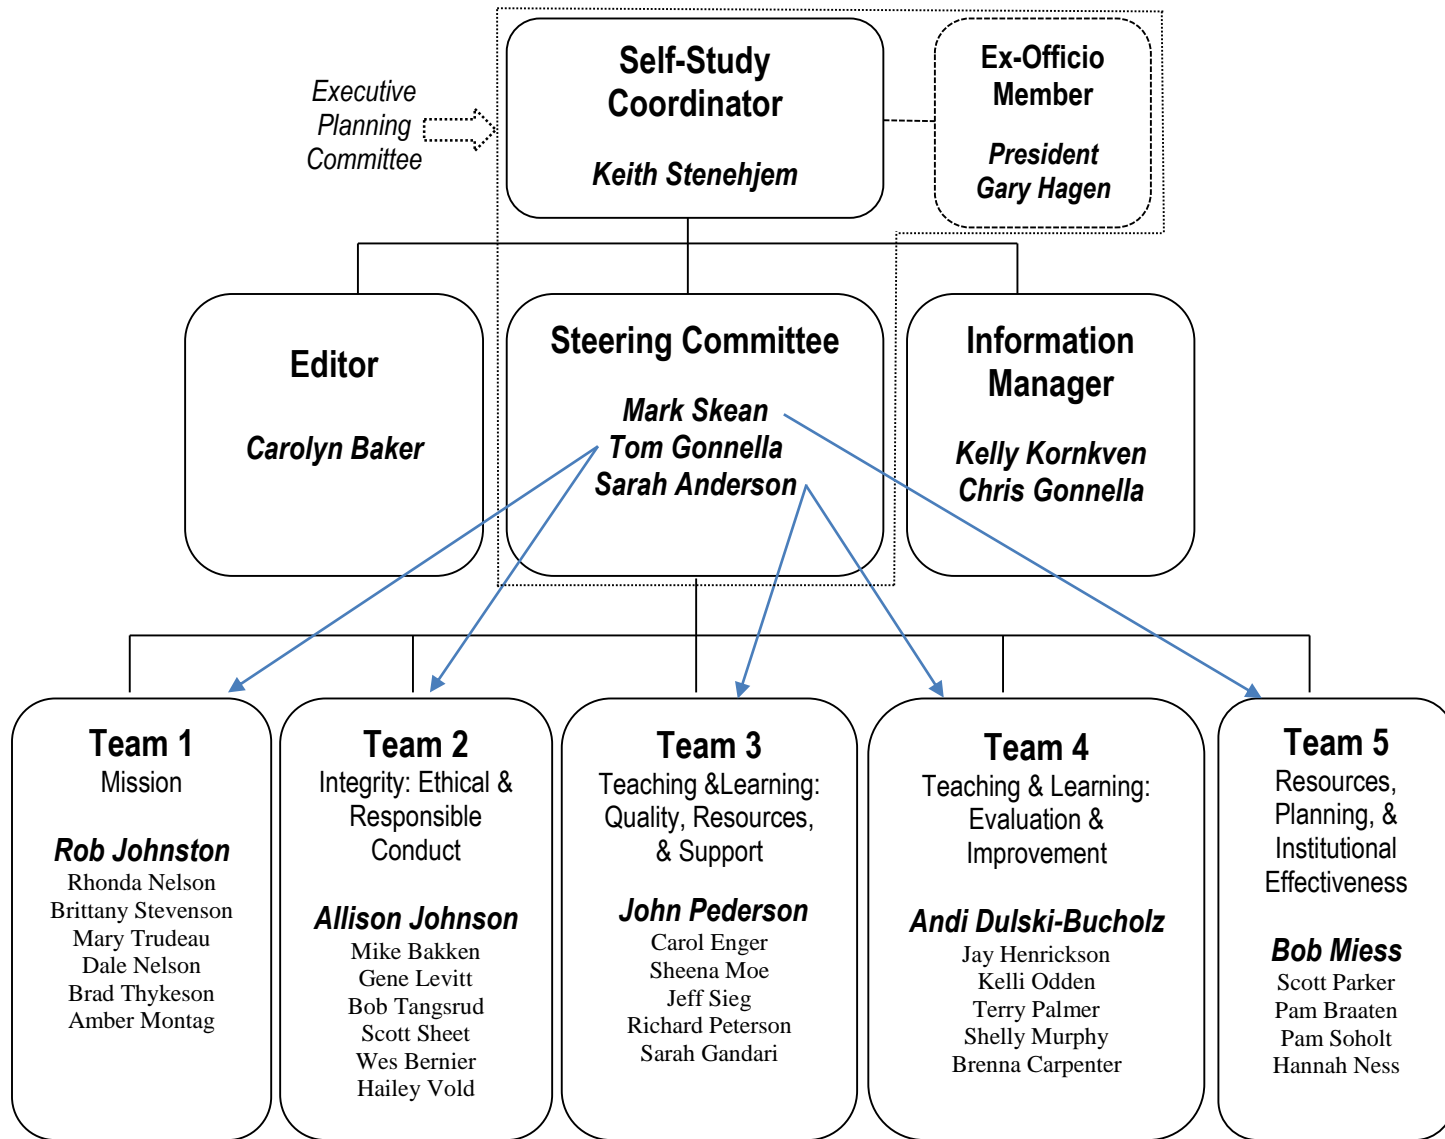 Executive
Planning
Committee
Self-Study
Coordinator
Keith Stenehjem
Ex-Officio
Member
President
Gary Hagen
Editor
Carolyn Baker
Steering Committee
Mark Skean
Tom Gonnella
Sarah Anderson
Information
Manager
Kelly Kornkven
Chris Gonnella
Team 1
Mission
Rob Johnston
Rhonda Nelson
Brittany Stevenson
Mary Trudeau
Dale Nelson
Brad Thykeson
Amber Montag
Team 2
Integrity: Ethical &
Responsible
Conduct
Allison Johnson
Mike Bakken
Gene Levitt
Bob Tangsrud
Scott Sheet
Wes Bernier
Hailey Vold
Team 3
Teaching &Learning:
Quality, Resources,
& Support
John Pederson
Carol Enger
Sheena Moe
Jeff Sieg
Richard Peterson
Sarah Gandari
Team 4
Teaching & Learning:
Evaluation &
Improvement
Andi Dulski-Bucholz
Jay Henrickson
Kelli Odden
Terry Palmer
Shelly Murphy
Brenna Carpenter
Team 5
Resources,
Planning, &
Institutional
Effectiveness
Bob Miess
Scott Parker
Pam Braaten
Pam Soholt
Hannah Ness